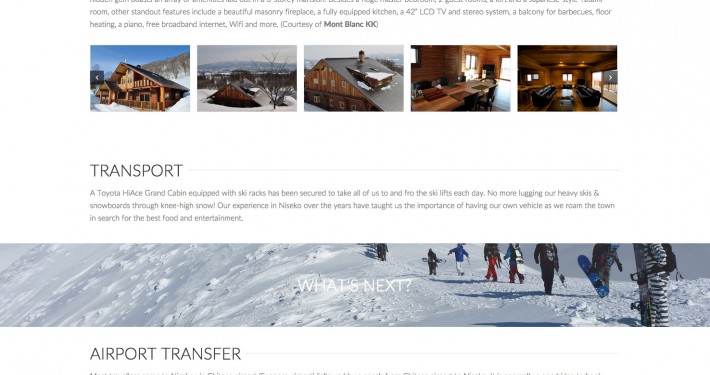 room, other standout features include a beautiful masonry fireplace, a fully equipped kitchen, a 42" LCD TV and stereo system, a balcony for barbecues, floor
heating, a piano, free broadband internet, Wifi and more. (Courtesy of Mont Blanc KK)
TRANSPORT
A Toyota HiAce Grand Cabin equipped with ski racks has been secured to take all of us to and fro the ski lifts each day. No more lugging our heavy skis &
snowboards through knee-high snow! Our experience in Niseko over the years have taught us the importance of having our own vehicle as we roam the town
in search for the best food and entertainment.
WHAT'S NEXT?
AIRPORT TRANSFER